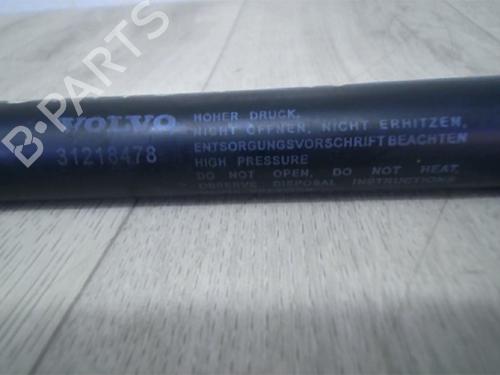 B-PARTS
VOLVO
31218478
HOHER DRUCK.
NICHT ÖFFNEN, NICHT ERHITZEN,
ENTSORGUNGSVORSCHRIFT BEACHTEN
HIGH PRESSURE
DO NOT OPEN, DO NOT HEAT,
OBSERVE DISPOSAL INSTRUCTIONS